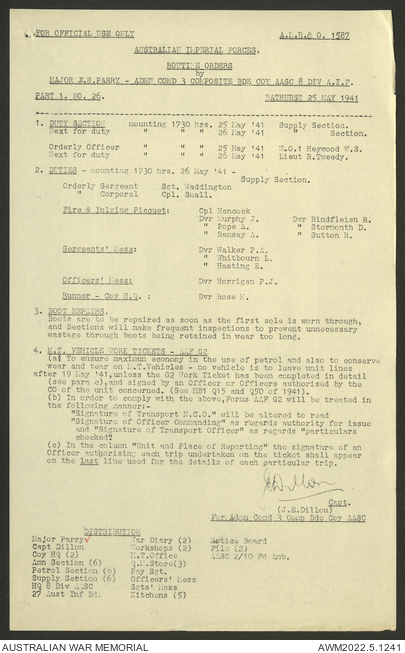 FOR OFFICIAL USE ONLY A.L.B.& O. 1587
AUSTRALIAN IMPERIAL FORCES.
ROUTINE ORDERS
by
MAJOR J.H.PARRY - ADMN COMD 3 COMPOSITE BDE COY AASC 8 DIV A.I.F.
PART 1. NO. 26. BATHURST 25 MAY 1941
1. DUTY SECTION mounting 1730 hrs. 25 May '41 Supply Section.
Next for duty " " " 26 May '41 " Section.
Orderly Officer " " " 25 May '41 W.O.1 Heywood W.S.
Next for duty " " " 26 May '41 Lieut R.Tweedy.
2. DUTIES - mounting 1730 hrs. 26 May '41 -
Supply Section.
Orderly Sergeant Sgt. Waddington
" Corporal Cpl. Small.
Fire & Inlying Picquet: Cpl Hancock
Dvr Murphy J. Dvr Rindfleish R.
" Pope A. " Stormonth D.
" Ramway A. " Sutton R.
Sergeants' Mess: Dvr Walker P.A.
" Whitbourn L.
" Hasting E.
Officers' Mess: Dvr Horrigan P.J.
Runner - Coy H.Q. : Dvr Rose M.
3. BOOT REPAIRS.
Boots are to be repaired as soon as the first sole is worn through,
and Sections will make frequent inspections to prevent unnecessary
wastage through boots being retained in wear too long.
4. M.T. VEHICLE WORK TICKETS - AAF G2
(a) To ensure maximum economy in the use of petrol and also to conserve
wear and tear on M.T.Vehicles - no vehicle is to leave unit lines
after 19 May '41,unless the G2 Work Ticket has been completed in detail
(see para c),and signed by an Officer or Officers authorised by the
CO of the unit concerned. (See MT Q15 and Q50 of 1941).
(b) In order to comply with the above,Forms AAF G2 will be treated in
the following manner:-
"Signature of Transport N.C.O." will be altered to read
"Signature of Officer Commanding" as regards authority for issue
and "Signature of Transport Officer" as regards "particulars
checked"
(c) In the column "Unit and Place of Reporting" the signature of an
Officer authorising each trip undertaken on the ticket shall appear
on the last line used for the details of each particular trip.
JEDillon
Capt.
(J.E.Dillon)
For Admn Comd 3 Comp Bde Coy AASC
DISTRIBUTION
Major Parry War Diary (2) Notice Board
Capt Dillon Workshops (2) File (2)
Coy HQ (2) M.T.Office AASC 2/10 Fd Amb.
Amn Section (6) Q.M.Store(3)
Petrol Section (6) Pay Sgt.
Supply Section (6) Officers' Mess
HQ 8 Div AASC Sgts' Mess
27 Aust Inf Bde Kitchens (5)
AUSTRALIAN WAR MEMORIAL AWM2022.5.1241